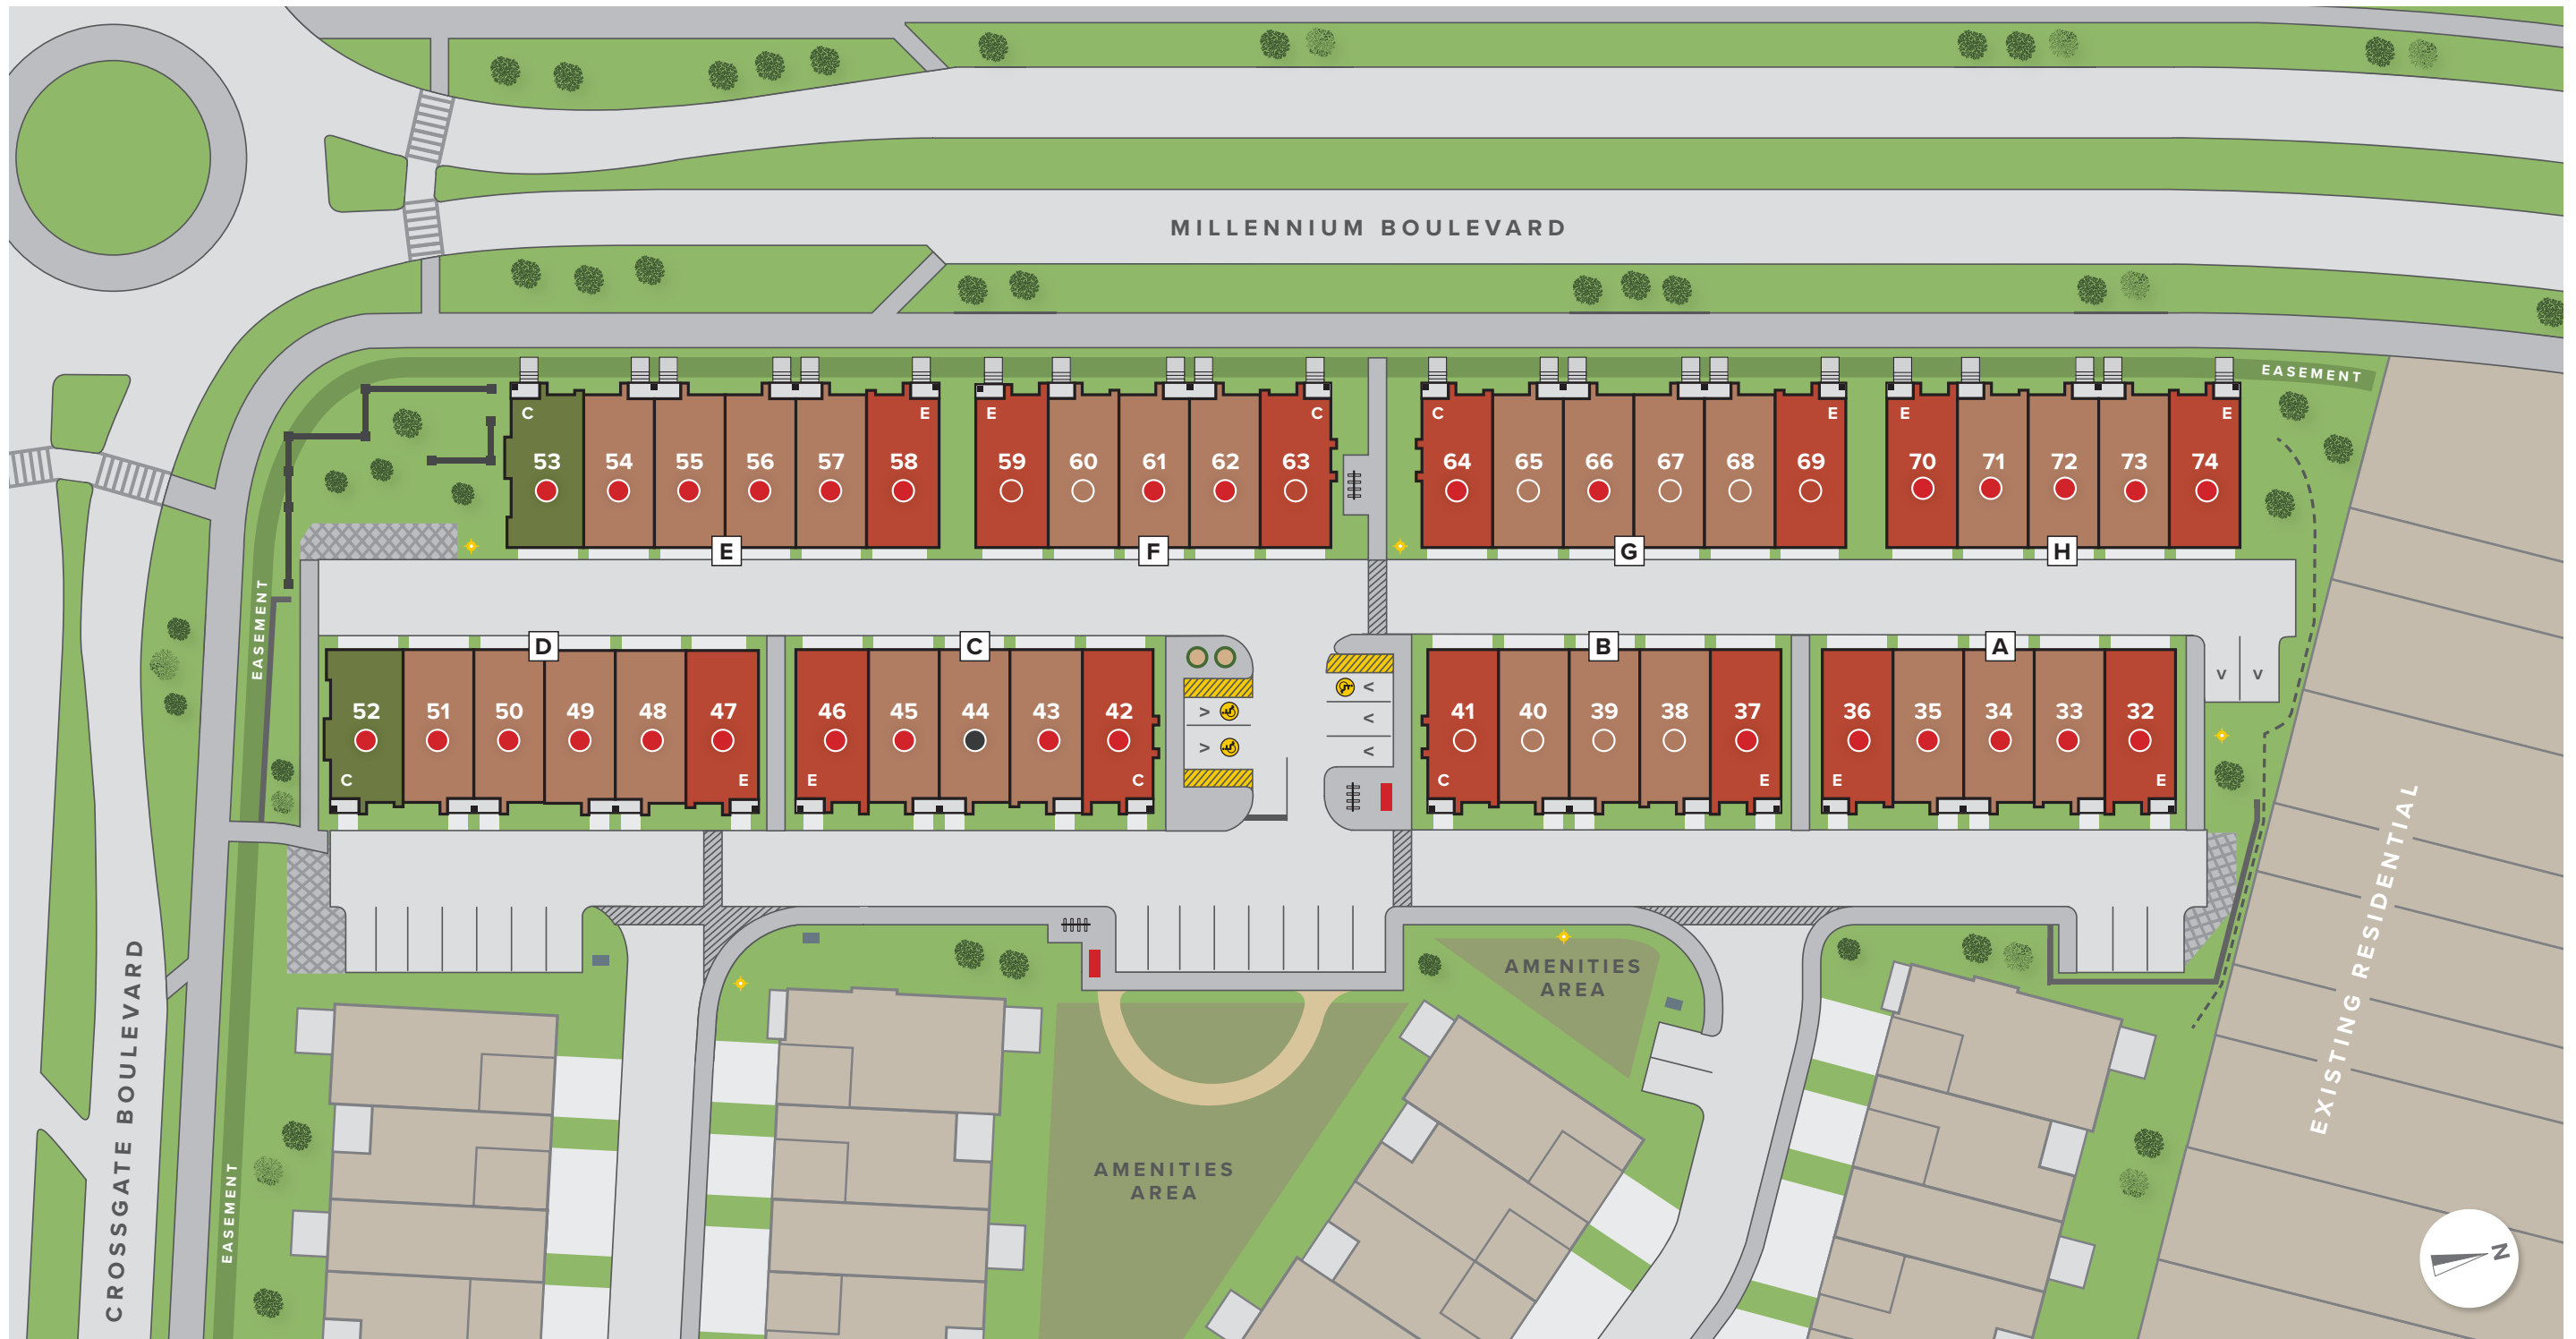 MILLENNIUM BOULEVARD
EASEMENT
C E E C C E E E
53 54 55 56 57 58 59 60 61 62 63 64 65 66 67 68 69 70 71 72 73 74
E F G H
EASEMENT
D C B A
V V
52 51 50 49 48 47 46 45 44 43 42 41 40 39 38 37 36 35 34 33 32
C E E C C E E E
AMENITIES
AREA
CROSSGATE BOULEVARD
EXISTING RESIDENTIAL
AMENITIES
AREA
EASEMENT
N